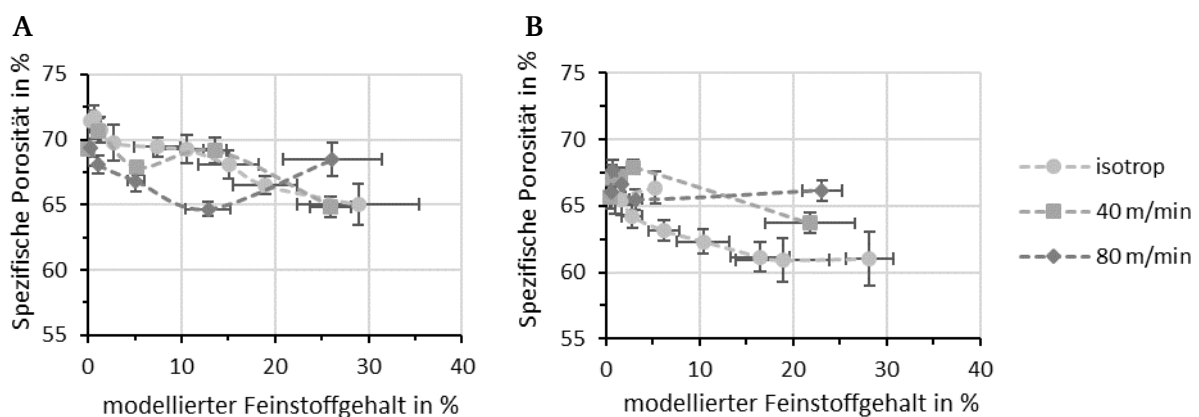 A
Spezifische Porosität in %
75
70
65
60
55
0 10 20 30 40
modellierter Feinstoffgehalt in %
B
Spezifische Porosität in %
75
70
65
60
55
0 10 20 30 40
modellierter Feinstoffgehalt in %
isotrop
40 m/min
80 m/min